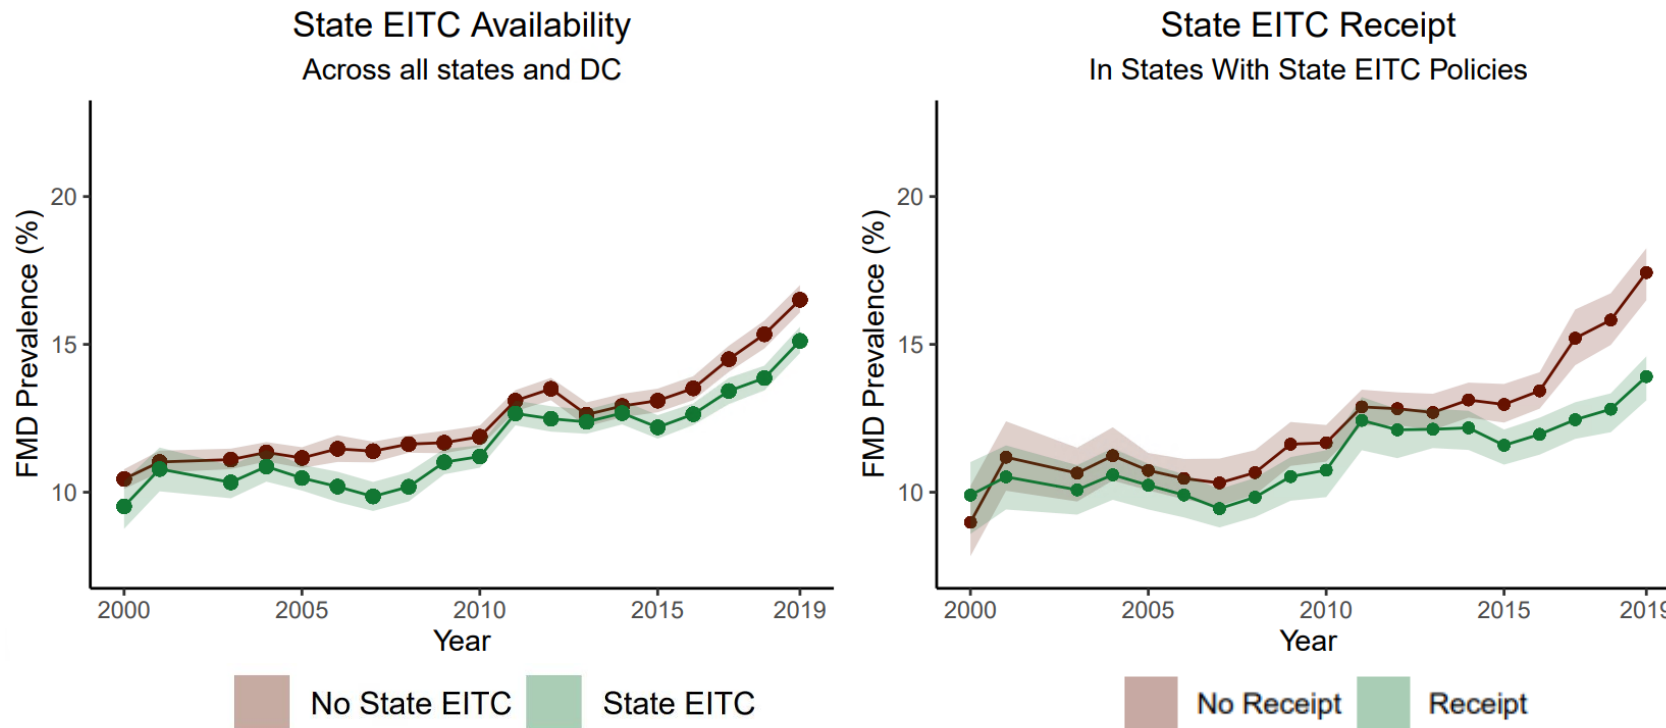 State EITC Availability
Across all states and DC
FMD Prevalence (%)
20
15
10
2000 2005 2010 2015 2019
Year
No State EITC State EITC
State EITC Receipt
In States With State EITC Policies
FMD Prevalence (%)
20
15
10
2000 2005 2010 2015 2019
Year
No Receipt Receipt